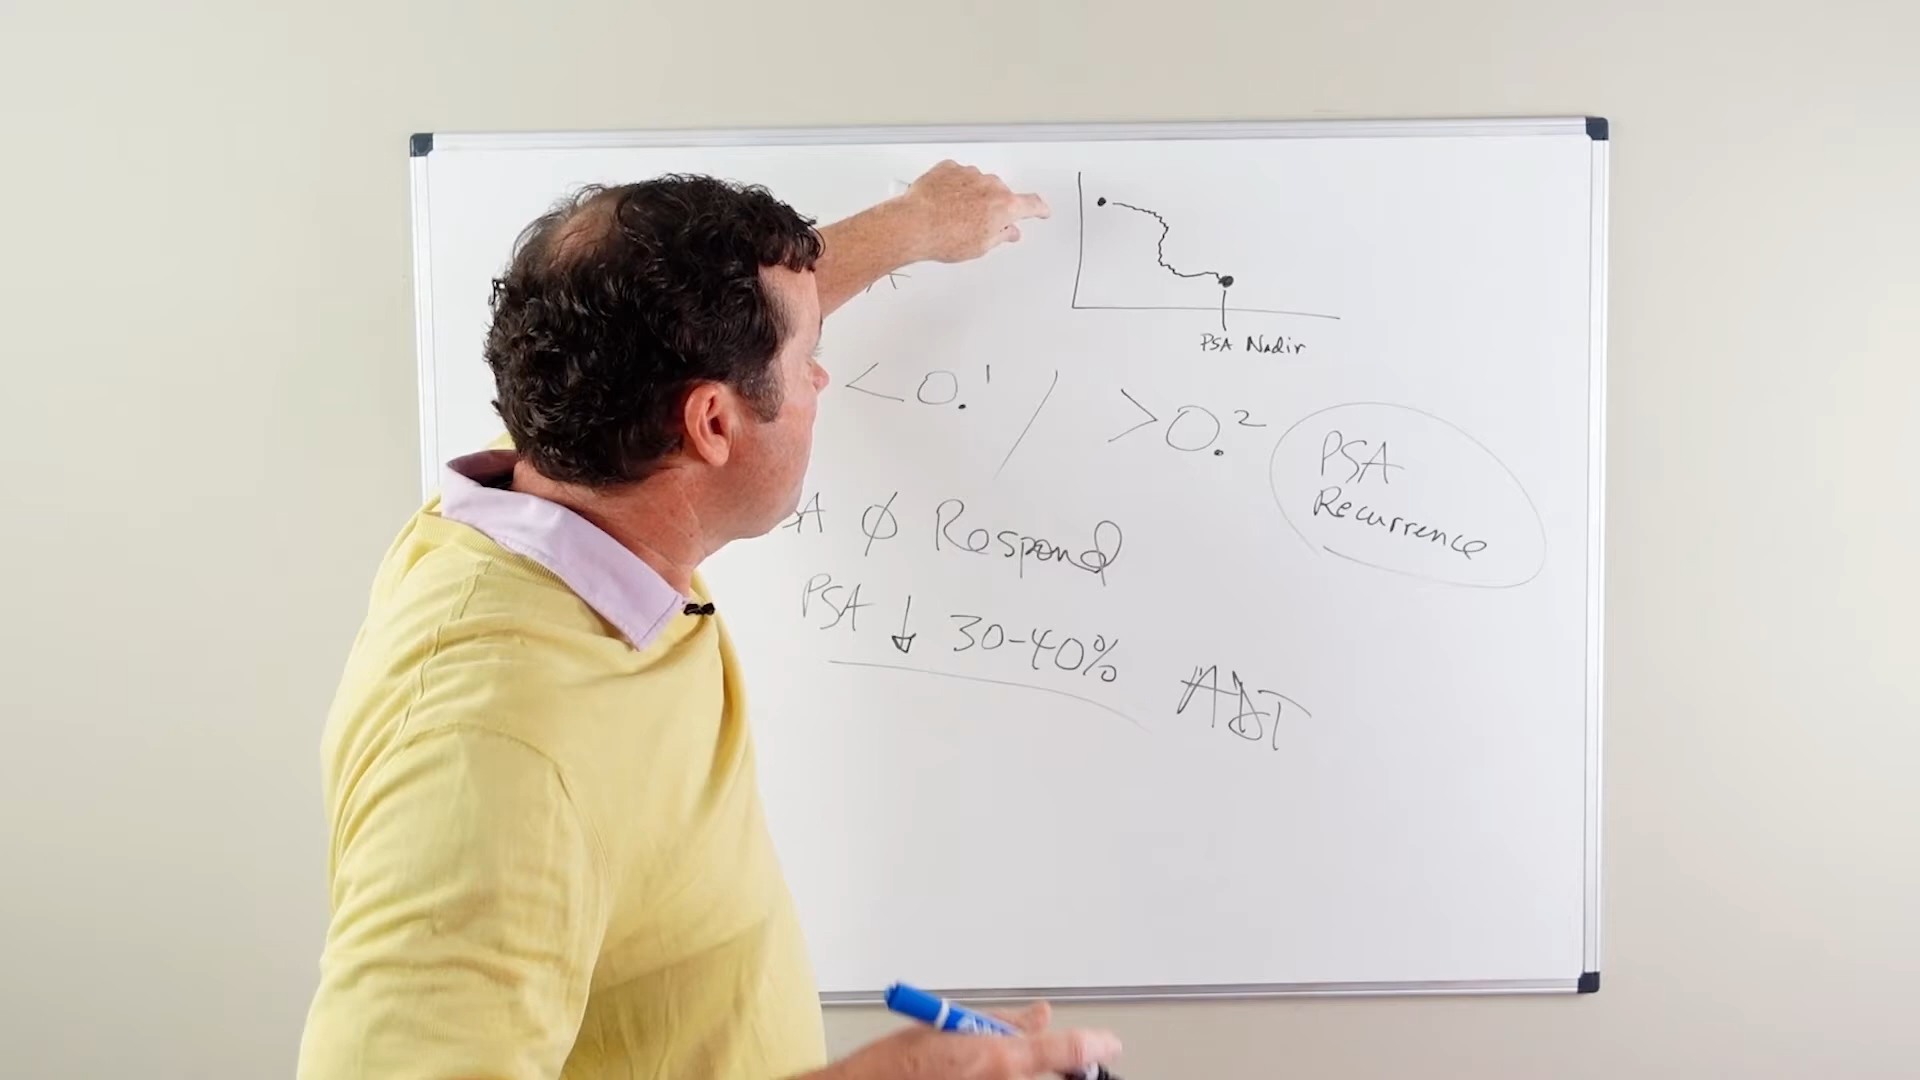 PSA Nadir
<0.1 / >0.2
PSA
Recurrence
A Ø Respond
PSA ↓ 30-40%
ADT